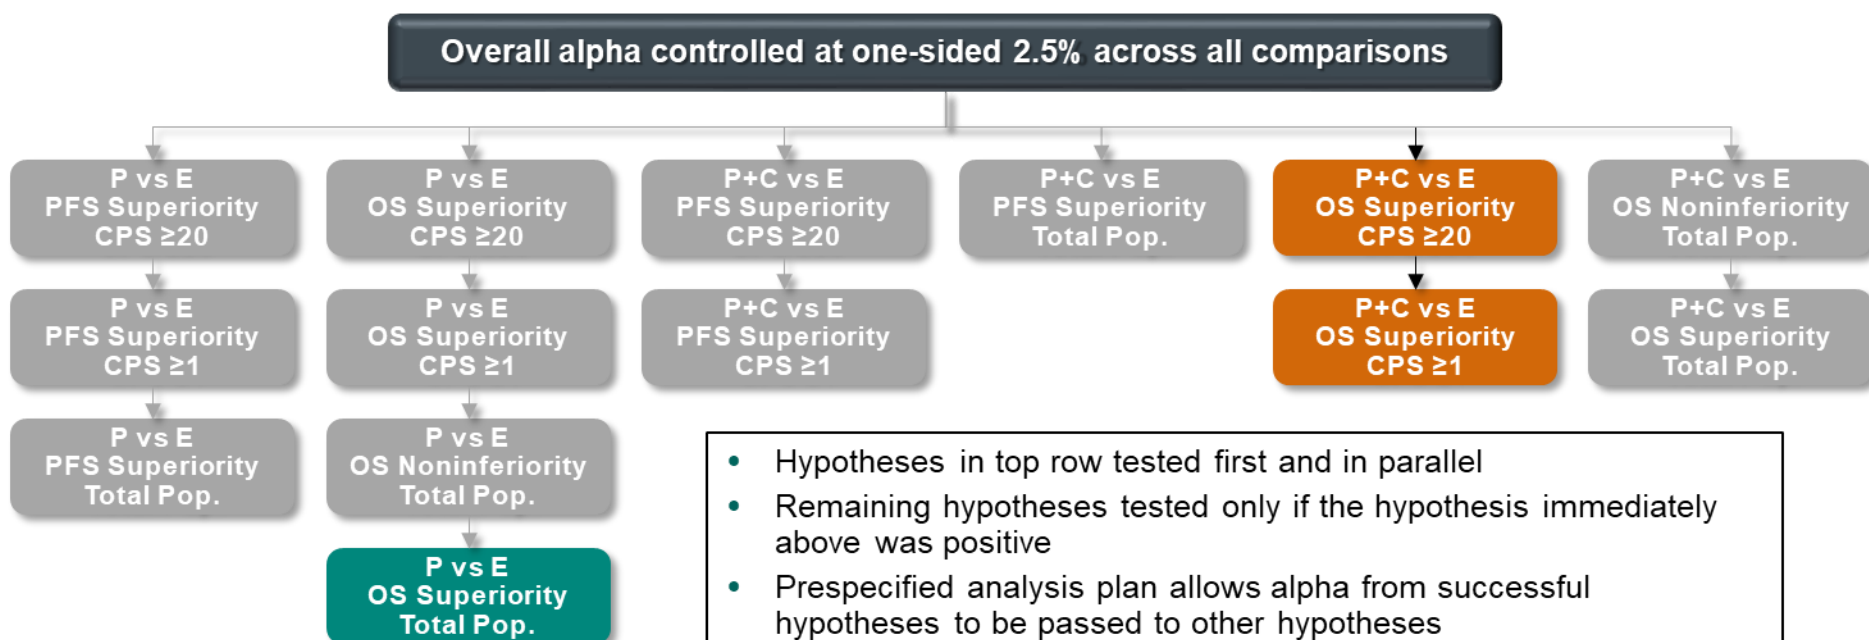 Overall alpha controlled at one-sided 2.5% across all comparisons
P vs E
PFS Superiority
CPS ≥20
P vs E
OS Superiority
CPS ≥20
P+C vs E
PFS Superiority
CPS ≥20
P+C vs E
PFS Superiority
Total Pop.
P+C vs E
OS Superiority
CPS ≥20
P+C vs E
OS Noninferiority
Total Pop.
P vs E
PFS Superiority
CPS ≥1
P vs E
OS Superiority
CPS ≥1
P+C vs E
PFS Superiority
CPS ≥1
P+C vs E
OS Superiority
CPS ≥1
P+C vs E
OS Superiority
Total Pop.
P vs E
PFS Superiority
Total Pop.
P vs E
OS Noninferiority
Total Pop.
P vs E
OS Superiority
Total Pop.
• Hypotheses in top row tested first and in parallel
• Remaining hypotheses tested only if the hypothesis immediately
above was positive
• Prespecified analysis plan allows alpha from successful
hypotheses to be passed to other hypotheses